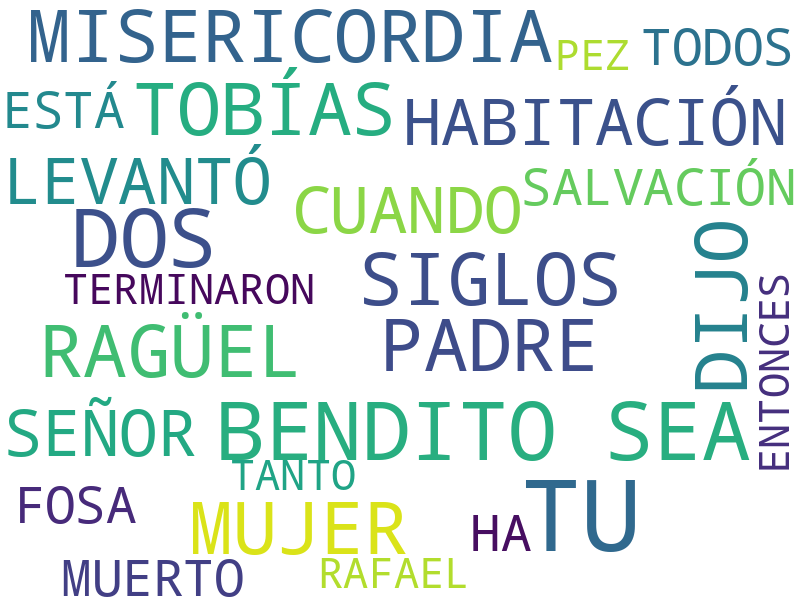 MISERICORDIA
PEZ
TODOS
ESTÁ
TOBÍAS
HABITACIÓN
LEVANTÓ
CUANDO
SALVACIÓN
DOS
SIGLOS
DIJO
TERMINARON
ENTONCES
RAGÜEL
PADRE
SEÑOR
BENDITO SEA
TANTO
FOSA
MUJER
HA
TU
MUERTO
RAFAEL